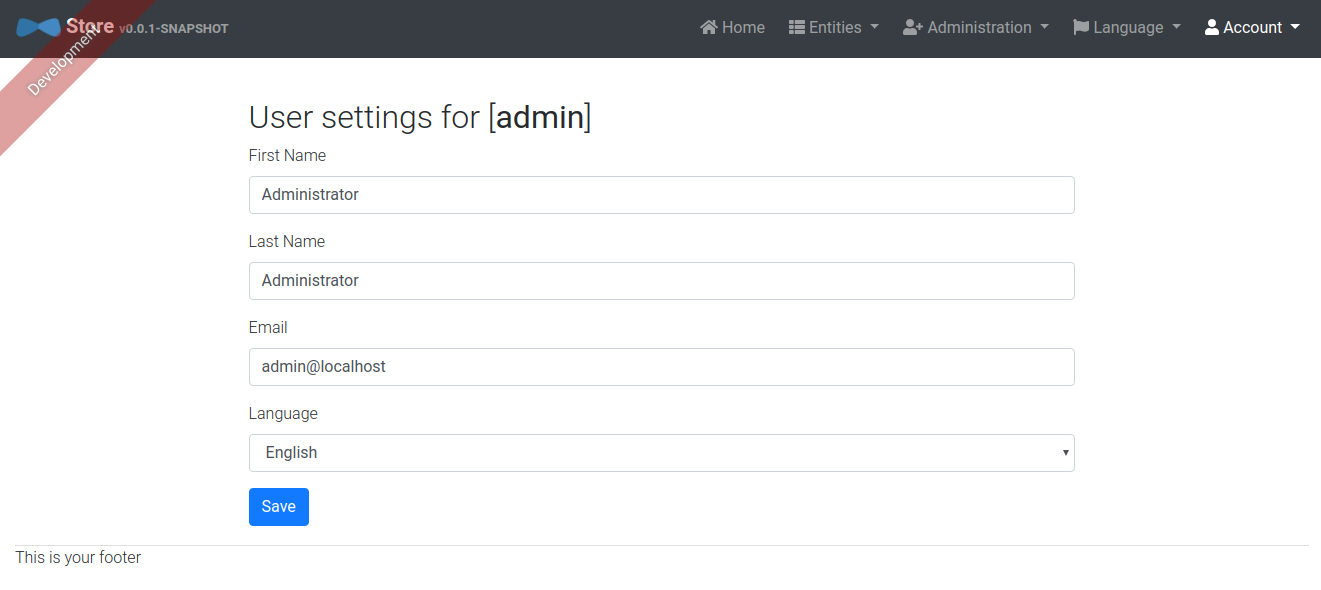 Store v0.0.1-SNAPSHOT
Home Entities Administration Language Account
Development
User settings for [admin]
First Name
Administrator
Last Name
Administrator
Email
admin@localhost
Language
English
Save
This is your footer